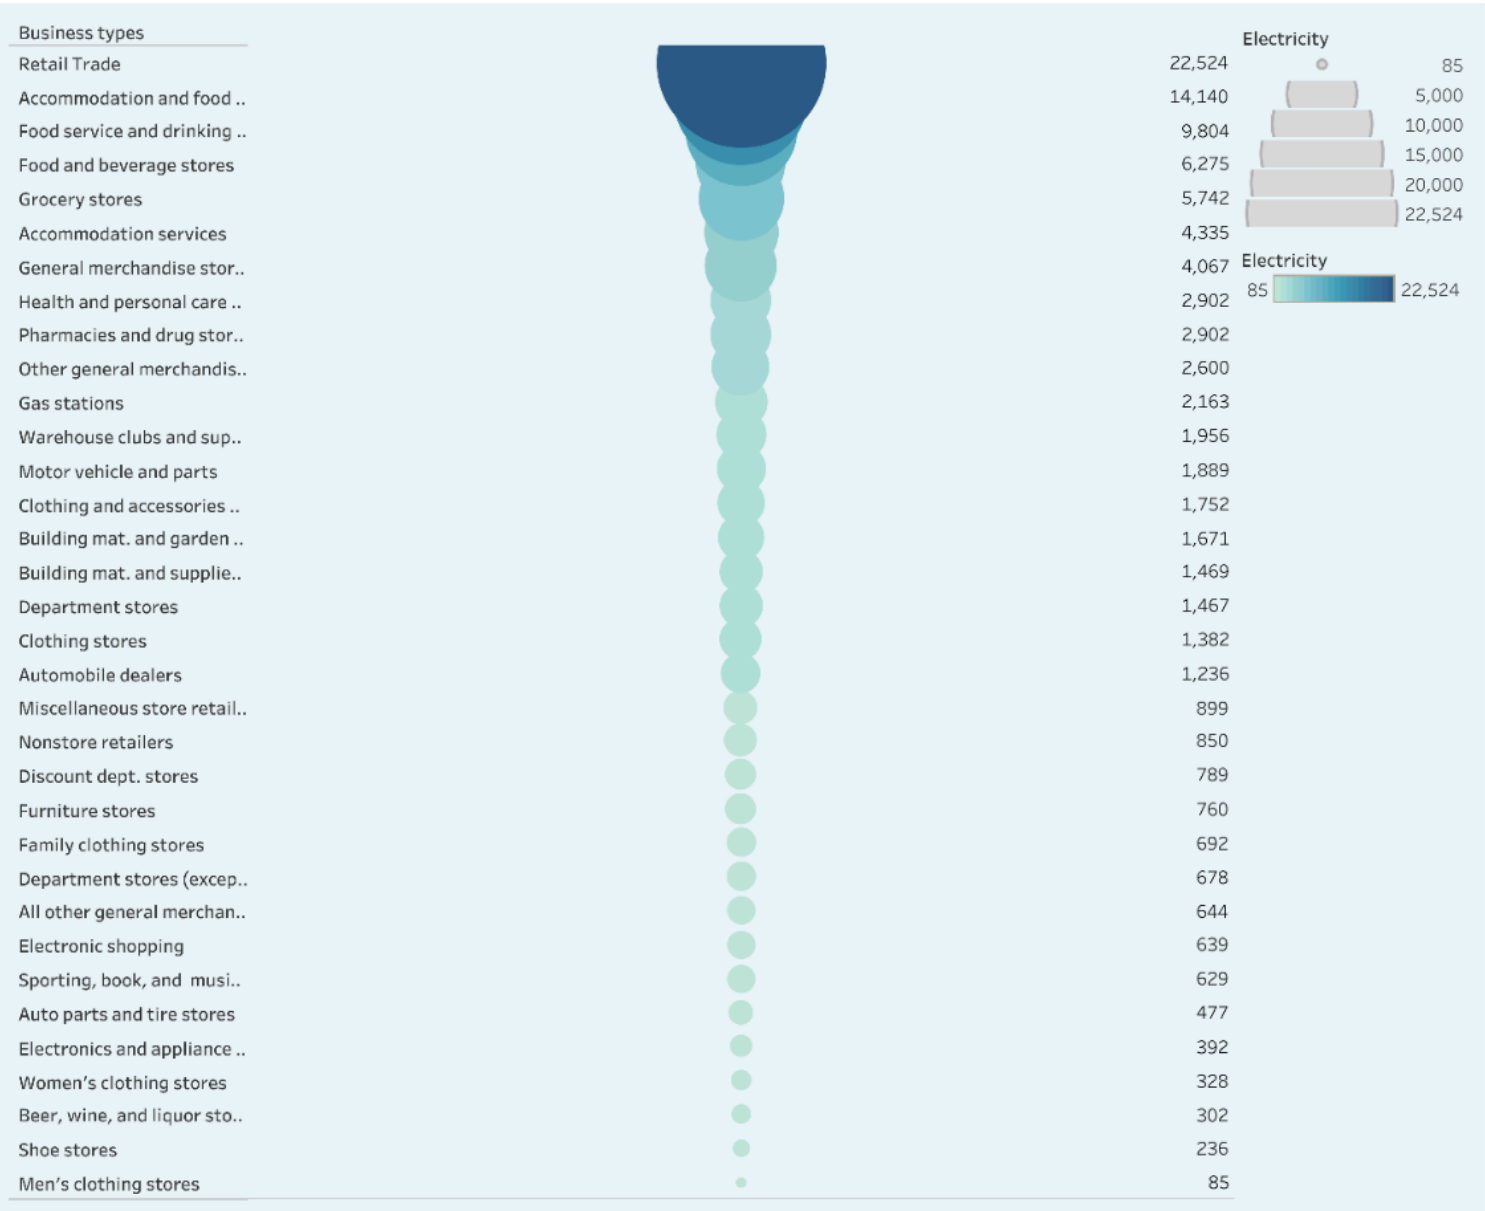 Business types
Retail Trade 22,524
Accommodation and food .. 14,140
Food service and drinking .. 9,804
Food and beverage stores 6,275
Grocery stores 5,742
Accommodation services 4,335
General merchandise stor.. 4,067
Health and personal care .. 2,902
Pharmacies and drug stor.. 2,902
Other general merchandis.. 2,600
Gas stations 2,163
Warehouse clubs and sup.. 1,956
Motor vehicle and parts 1,889
Clothing and accessories .. 1,752
Building mat. and garden .. 1,671
Building mat. and supplie.. 1,469
Department stores 1,467
Clothing stores 1,382
Automobile dealers 1,236
Miscellaneous store retail.. 899
Nonstore retailers 850
Discount dept. stores 789
Furniture stores 760
Family clothing stores 692
Department stores (excep.. 678
All other general merchan.. 644
Electronic shopping 639
Sporting, book, and  musi.. 629
Auto parts and tire stores 477
Electronics and appliance .. 392
Women's clothing stores 328
Beer, wine, and liquor sto.. 302
Shoe stores 236
Men's clothing stores 85
Electricity
85
5,000
10,000
15,000
20,000
22,524
Electricity
85 22,524